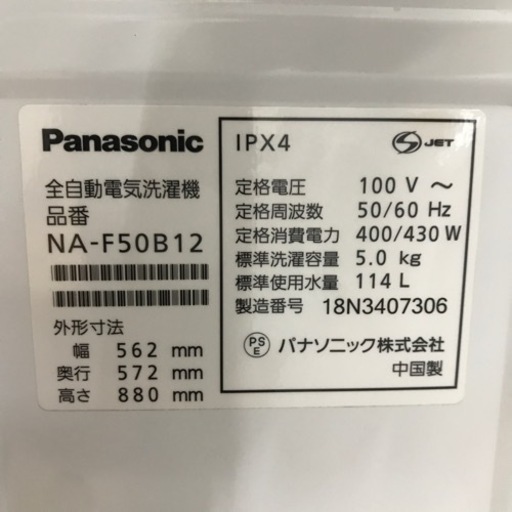 Panasonic
全自動電気洗濯機
品番
NA-F50B12
外形寸法
幅 562 mm
奥行 572 mm
高さ 880 mm
IPX4
S JET
定格電圧 100 V ～
定格周波数 50/60 Hz
定格消費電力 400/430 W
標準洗濯容量 5.0 kg
標準使用水量 114 L
製造番号 18N3407306
PS
E
パナソニック株式会社
中国製